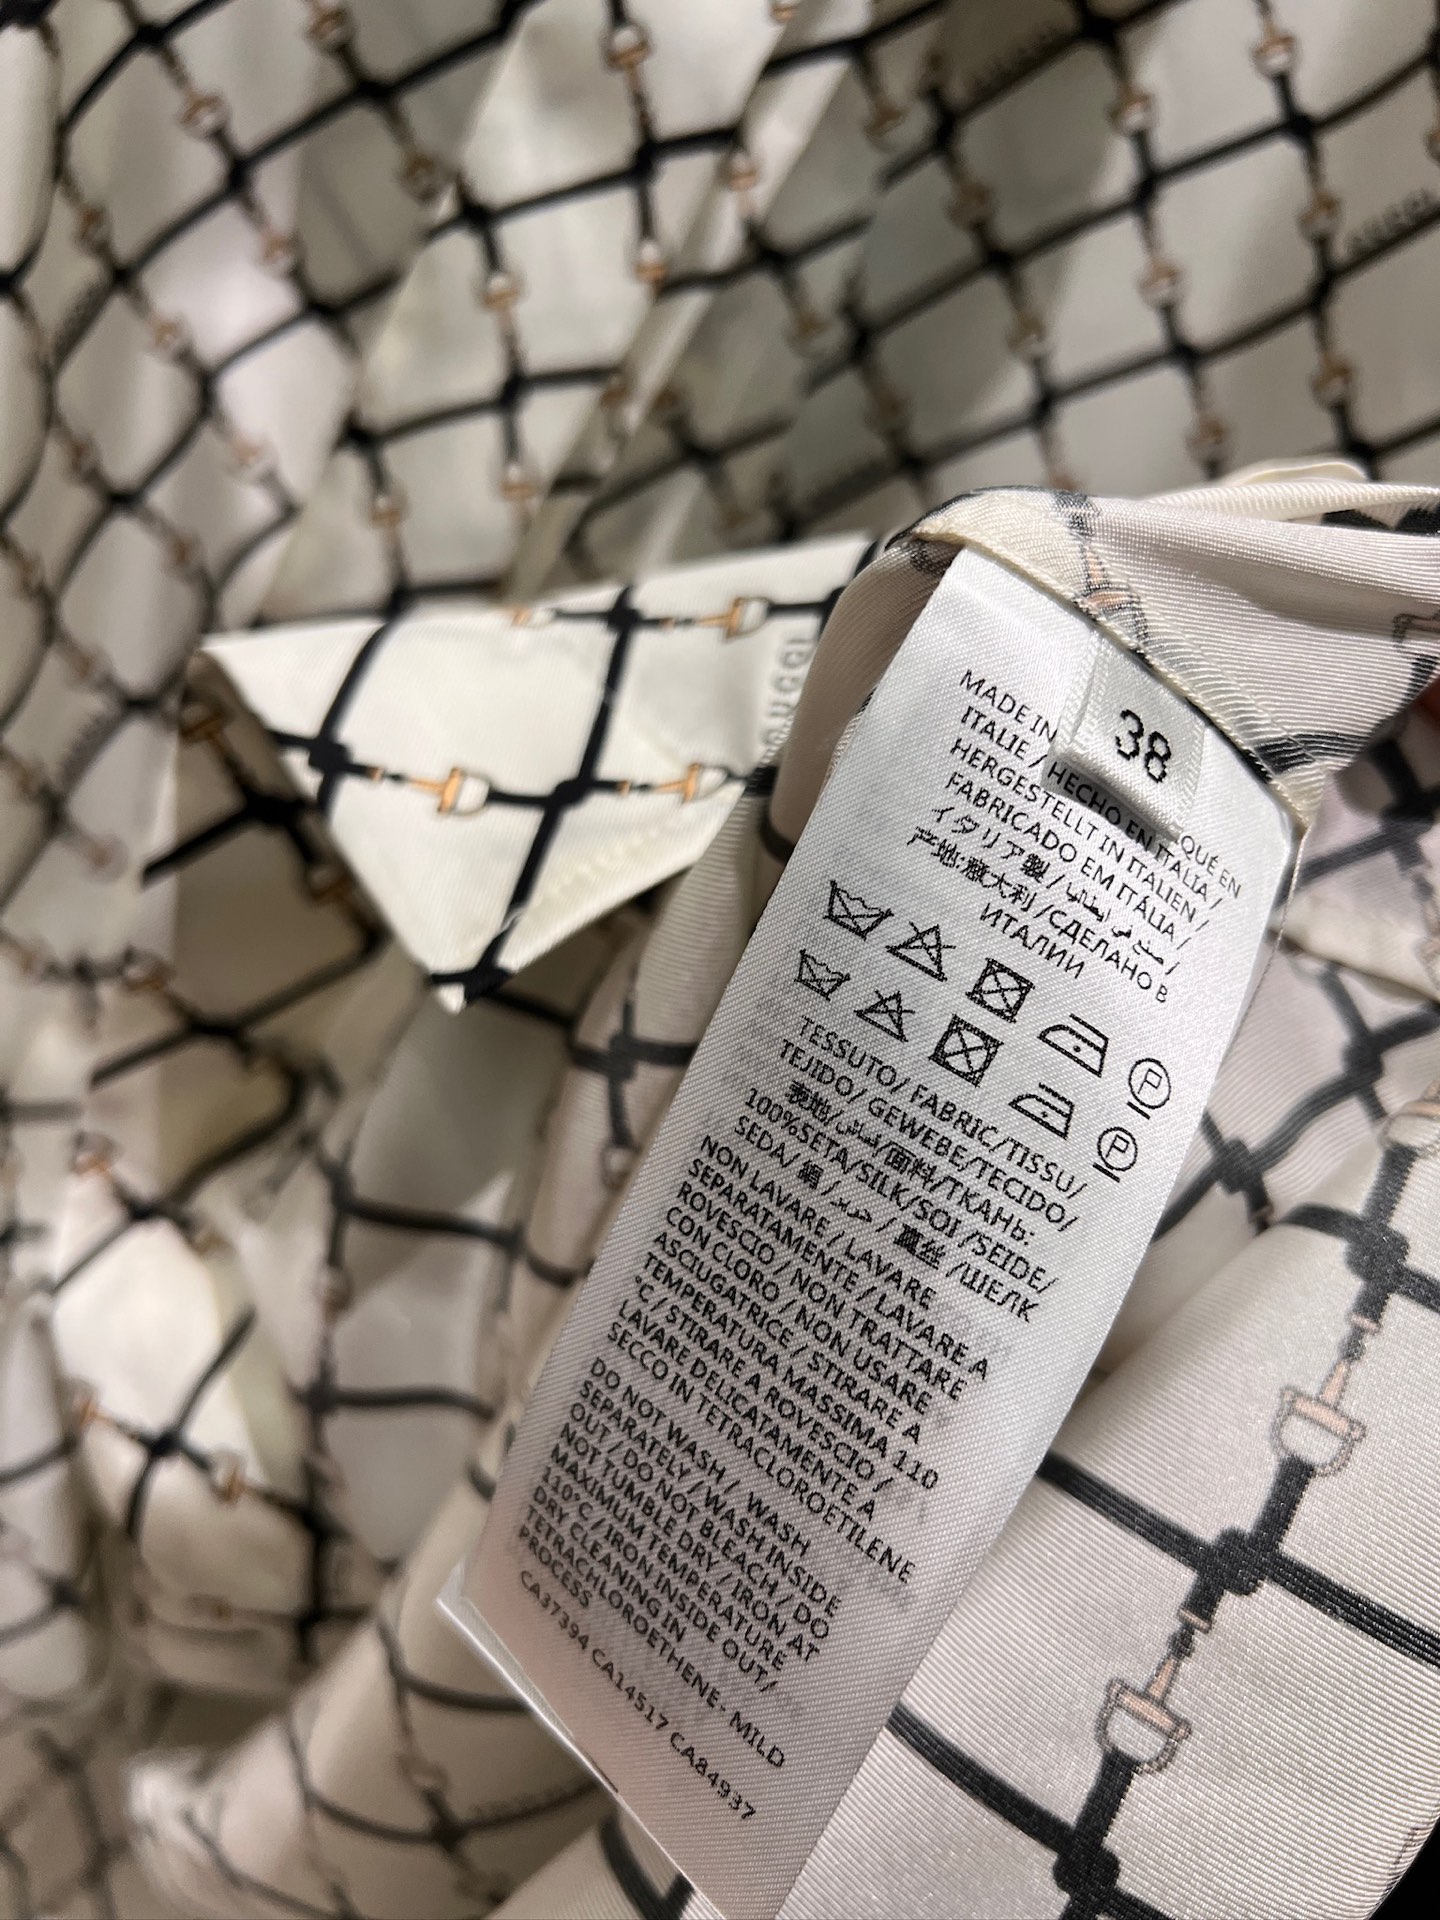 GUCCI
38
MADE IN
QUÉ EN
ITALIE / HECHO EN ITALIA /
HERGESTELLT IN ITALIEN /
FABRICADO EM ITÁLIA /
イタリア製 / صنع في إيطاليا /
产地:意大利 /СДЕЛАНО В
ИТАЛИИ
P
P
TESSUTO/ FABRIC/TISSU/
TEJIDO/ GEWEBE/TECIDO/
表地/قماش/面料/ТКАНЬ:
100%SETA/SILK/SOI /SEIDE/
SEDA/ 絹 / حرير / 蚕丝 /ШЕЛК
NON LAVARE / LAVARE
SEPARATAMENTE / LAVARE A
ROVESCIO / NON TRATTARE
CON CLORO / NON USARE
ASCIUGATRICE / STIRARE A
TEMPERATURA MASSIMA 110
°C / STIRARE A ROVESCIO /
LAVARE DELICATAMENTE A
SECCO IN TETRACLOROETILENE
DO NOT WASH / WASH
SEPARATELY / WASH INSIDE
OUT / DO NOT BLEACH / DO
NOT TUMBLE DRY / IRON AT
MAXIMUM TEMPERATURE
110°C / IRON INSIDE OUT/
DRY CLEANING IN
TETRACHLOROETHENE- MILD
PROCESS
CA37394 CA14517 CA84937